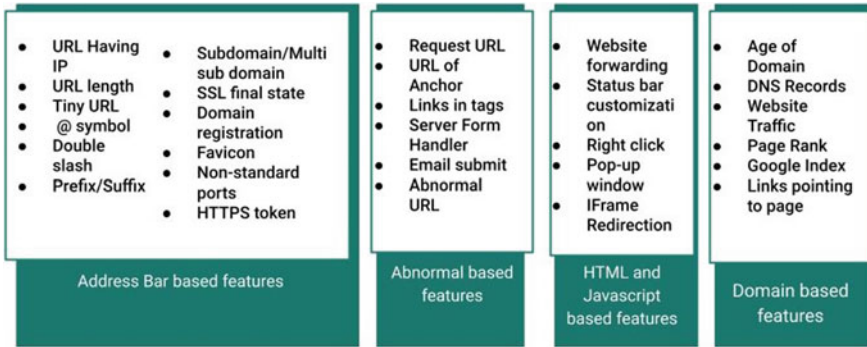 ● URL Having
IP
● URL length
● Tiny URL
● @ symbol
● Double
slash
● Prefix/Suffix
● Subdomain/Multi
sub domain
● SSL final state
● Domain
registration
● Favicon
● Non-standard
ports
● HTTPS token
Address Bar based features
● Request URL
● URL of
Anchor
● Links in tags
● Server Form
Handler
● Email submit
● Abnormal
URL
Abnormal based
features
● Website
forwarding
● Status bar
customizati
on
● Right click
● Pop-up
window
● IFrame
Redirection
HTML and
Javascript
based features
● Age of
Domain
● DNS Records
● Website
Traffic
● Page Rank
● Google Index
● Links pointing
to page
Domain based
features